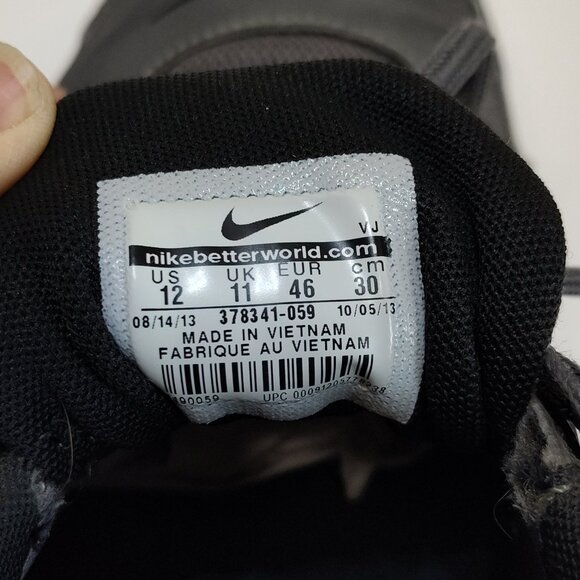 VJ
nikebetterworld.com
US UK EUR cm
12 11 46 30
08/14/13 378341-059 10/05/13
MADE IN VIETNAM
FABRIQUE AU VIETNAM
UPC